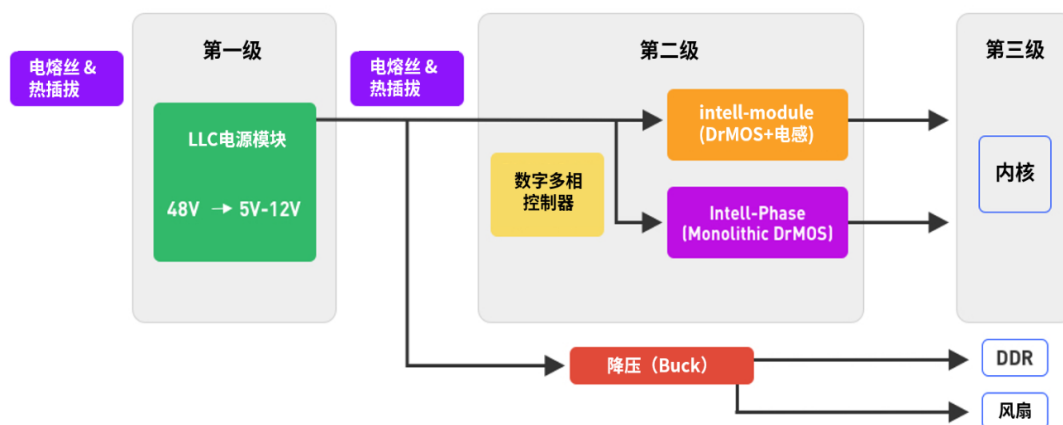 第一级
电熔丝 &
热插拔
LLC电源模块
48V → 5V-12V
电熔丝 &
热插拔
第二级
数字多相
控制器
intell-module
(DrMOS+电感)
Intell-Phase
(Monolithic DrMOS)
第三级
内核
降压（Buck）
DDR
风扇